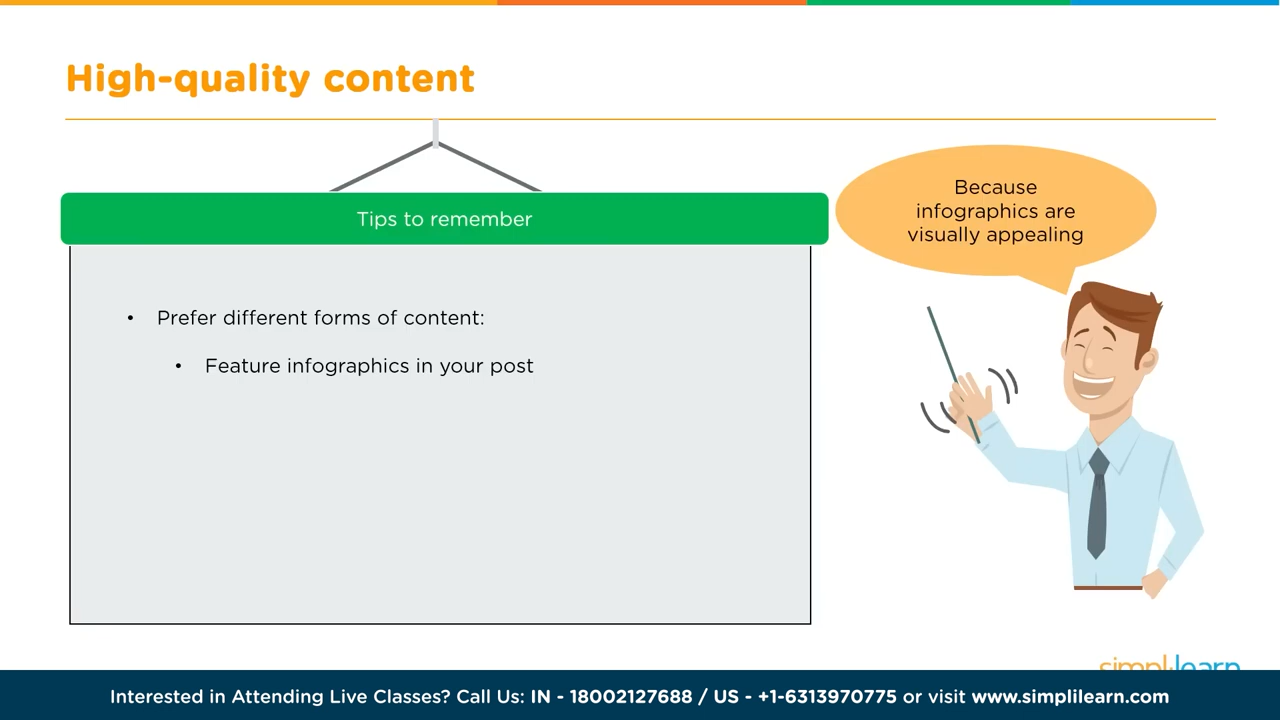 High-quality content
Tips to remember
Because
infographics are
visually appealing
• Prefer different forms of content:
• Feature infographics in your post
simplilearn
Interested in Attending Live Classes? Call Us: IN - 18002127688 / US - +1-6313970775 or visit www.simplilearn.com